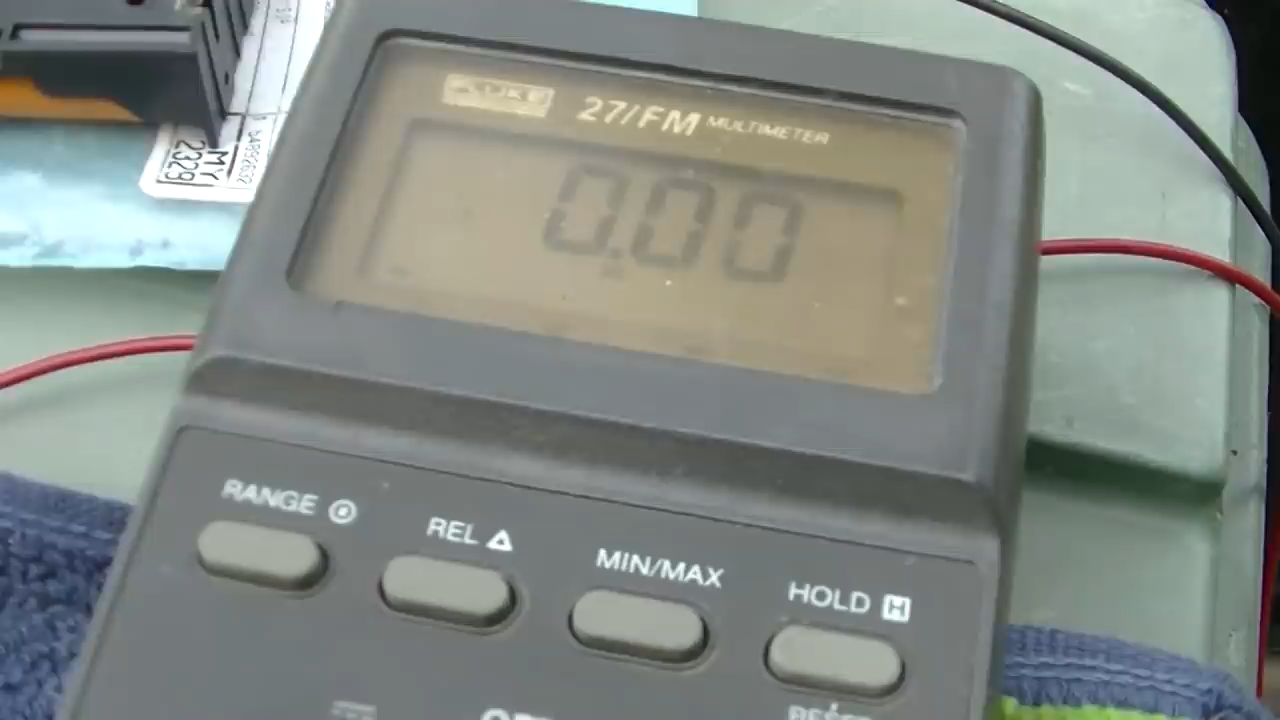 FLUKE 27/FM MULTIMETER
0.00
MY
2329
RANGE
REL △
MIN/MAX
HOLD H